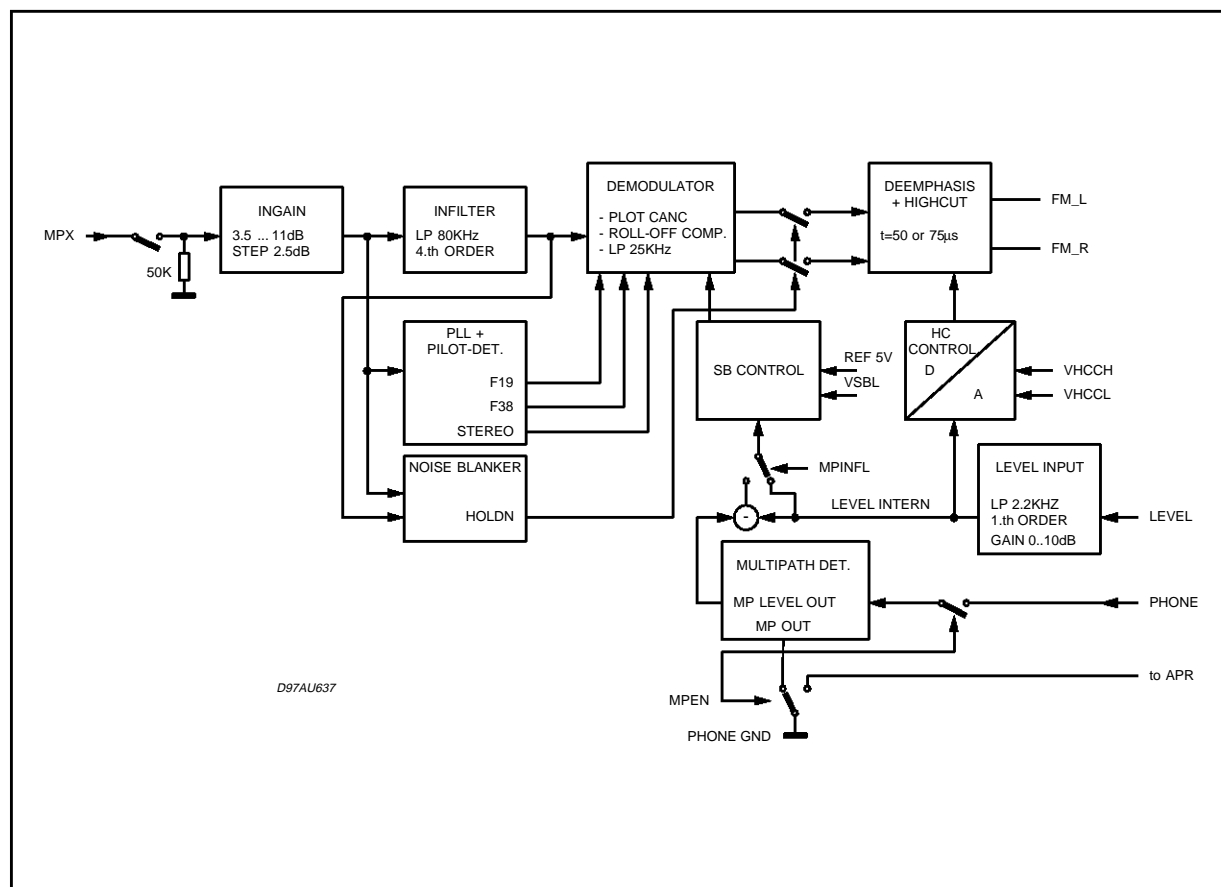 DEMODULATOR
- PLOT CANC
- ROLL-OFF COMP.
- LP 25KHz
DEEMPHASIS
+ HIGHCUT
t=50 or 75µs
FM_L
FM_R
INGAIN
3.5 ... 11dB
STEP 2.5dB
INFILTER
LP 80KHz
4.th ORDER
MPX
50K
PLL +
PILOT-DET.
F19
F38
STEREO
SB CONTROL
REF 5V
VSBL
HC
CONTROL
D
A
VHCCH
VHCCL
NOISE BLANKER
HOLDN
MPINFL
LEVEL INTERN
LEVEL INPUT
LP 2.2KHZ
1.th ORDER
GAIN 0..10dB
LEVEL
-
MULTIPATH DET.
MP LEVEL OUT
MP OUT
PHONE
D97AU637
MPEN
to APR
PHONE GND